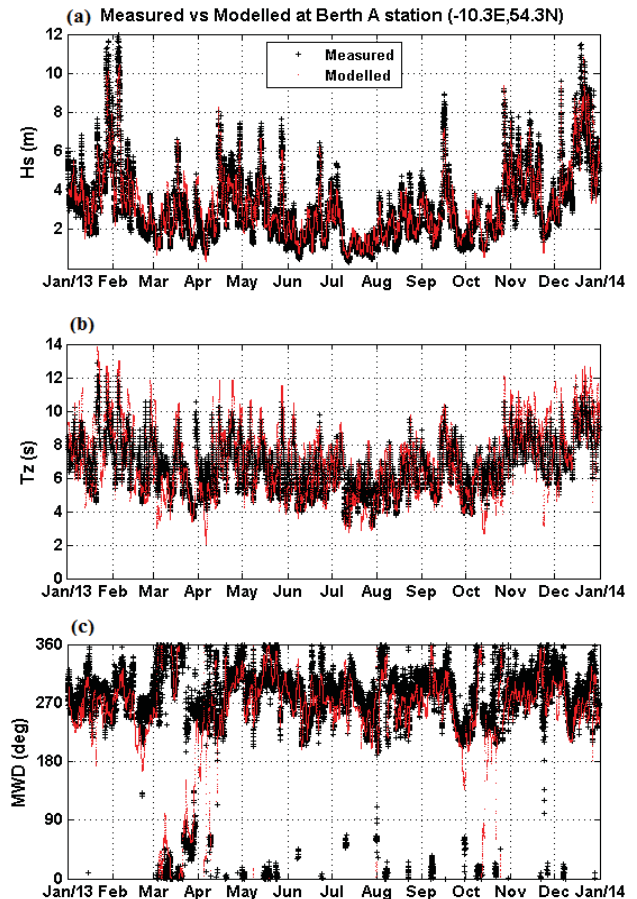 (a) Measured vs Modelled at Berth A station (-10.3E,54.3N)
Measured
Modelled
12
10
8
6
4
2
Hs (m)
Jan/13 Feb Mar Apr May Jun Jul Aug Sep Oct Nov Dec Jan/14
(b)
14
12
10
8
6
4
2
0
Tz (s)
Jan/13 Feb Mar Apr May Jun Jul Aug Sep Oct Nov Dec Jan/14
(c)
360
270
180
90
0
MWD (deg)
Jan/13 Feb Mar Apr May Jun Jul Aug Sep Oct Nov Dec Jan/14